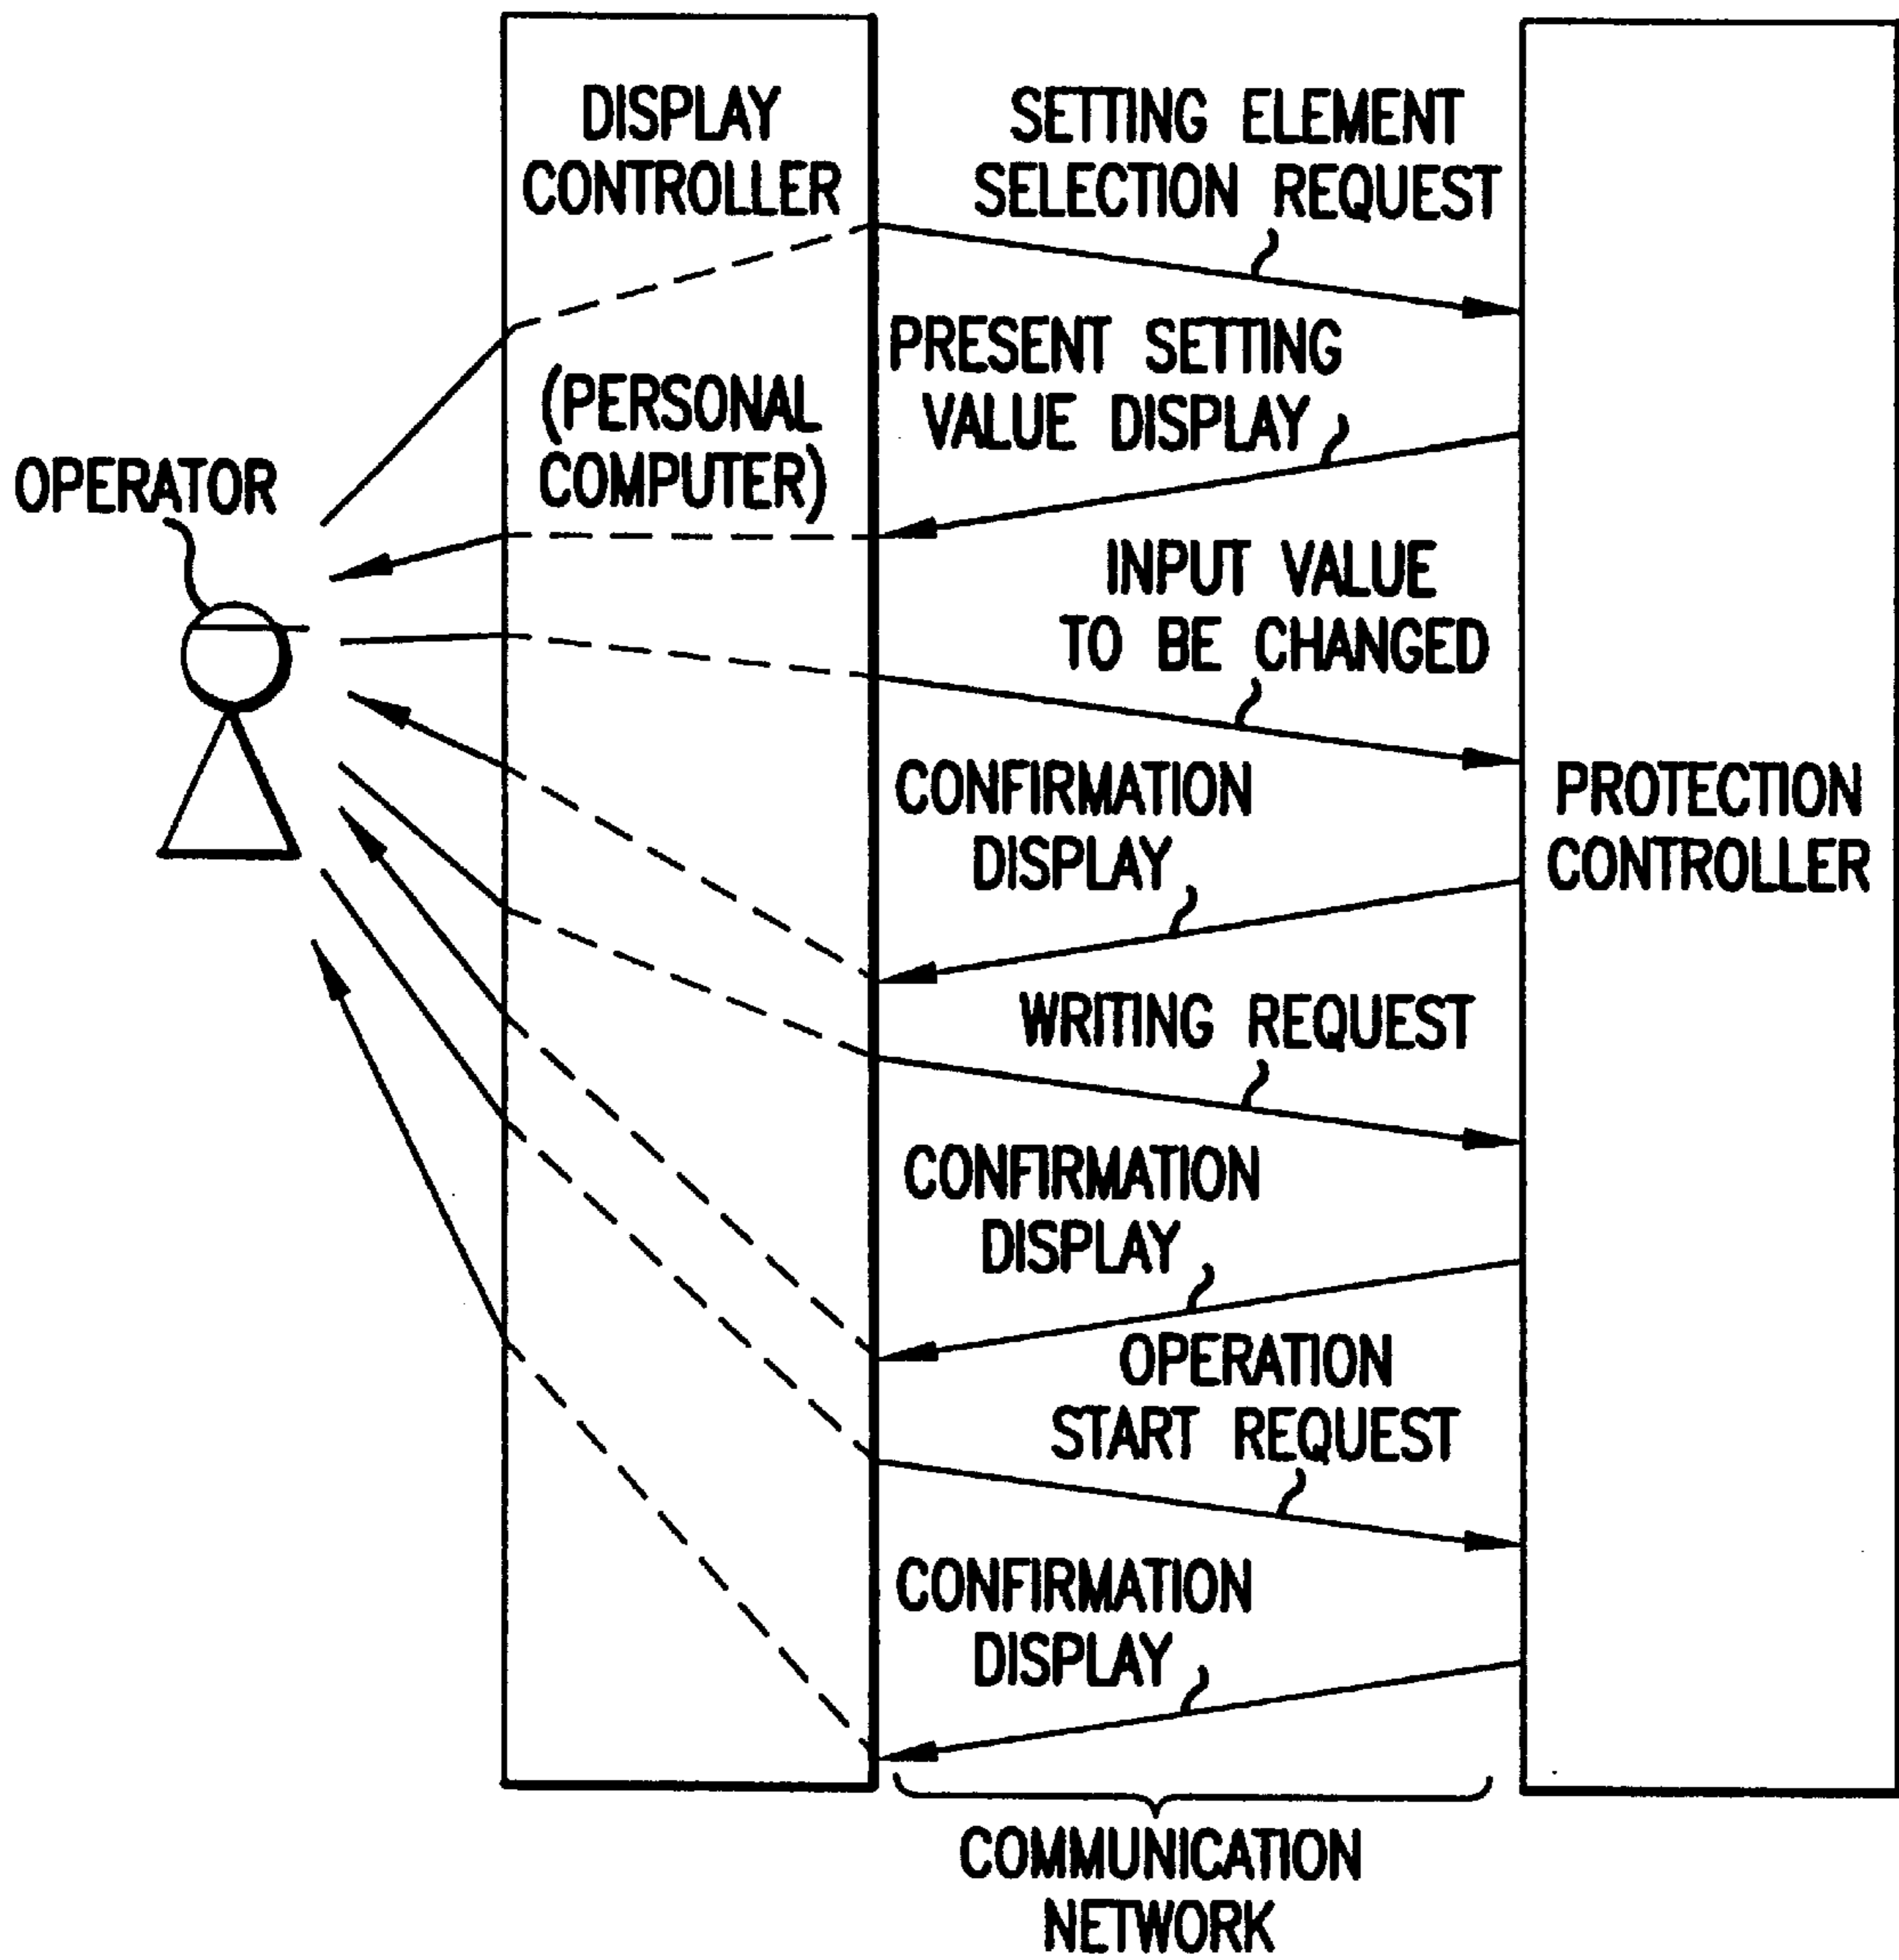 DISPLAY
CONTROLLER
SETTING ELEMENT
SELECTION REQUEST
PRESENT SETTING
VALUE DISPLAY
(PERSONAL
COMPUTER)
OPERATOR
INPUT VALUE
TO BE CHANGED
CONFIRMATION
DISPLAY
PROTECTION
CONTROLLER
WRITING REQUEST
CONFIRMATION
DISPLAY
OPERATION
START REQUEST
CONFIRMATION
DISPLAY
COMMUNICATION
NETWORK